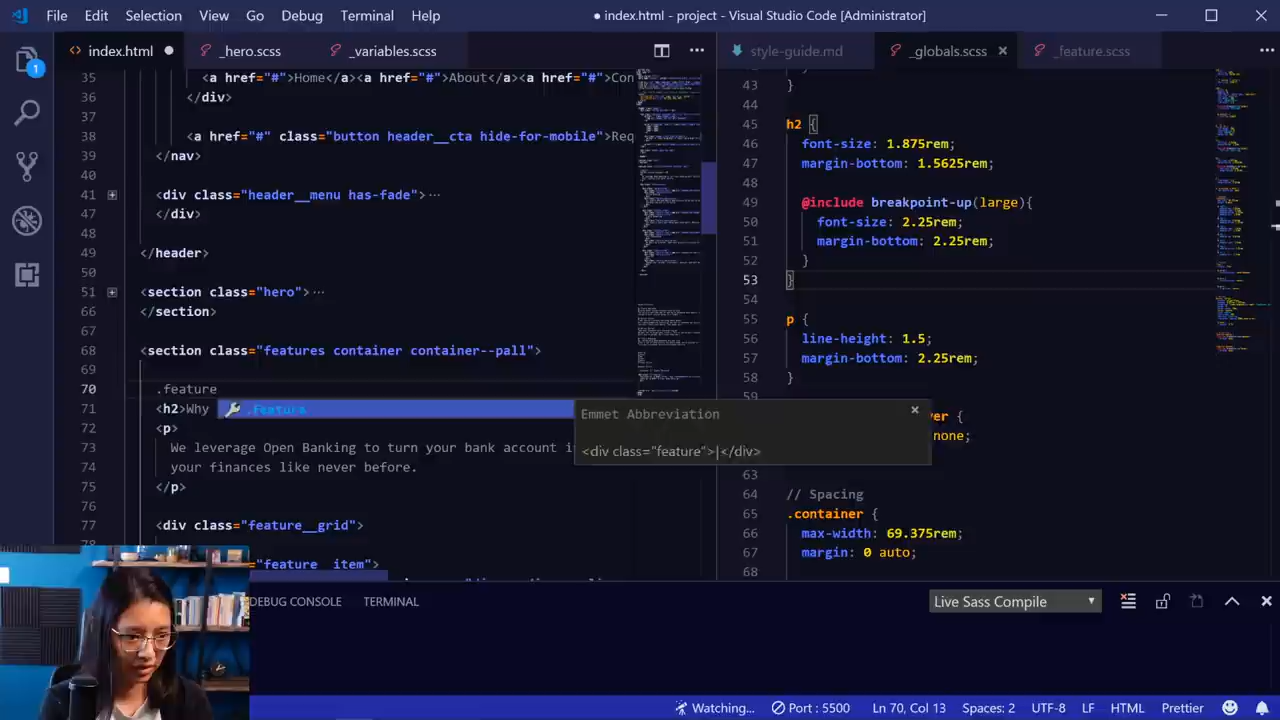 File Edit Selection View Go Debug Terminal Help
● index.html - project - Visual Studio Code [Administrator]
index.html
_hero.scss
_variables.scss
style-guide.md
_globals.scss
_feature.scss
1
35 <a href="#">Home</a><a href="#">About</a><a href="#">Con
36 </div>
37
38 <a href="#" class="button header__cta hide-for-mobile">Req
39 </nav>
40
41 <div class="header__menu has-fade">
47 </div>
48
49 </header>
50
51 <section class="hero">
66 </section>
67
68 <section class="features container container--pall">
69
70 .feature
71 <h2>Why
.Feature
72 <p>
73 We leverage Open Banking to turn your bank account i
74 your finances like never before.
75 </p>
76
77 <div class="feature__grid">
78
<div class="feature__item">
Emmet Abbreviation
<div class="feature">|</div>
43 }
44
45 h2 {
46 font-size: 1.875rem;
47 margin-bottom: 1.5625rem;
48
49 @include breakpoint-up(large){
50 font-size: 2.25rem;
51 margin-bottom: 2.25rem;
52 }
53 }
54
55 p {
56 line-height: 1.5;
57 margin-bottom: 2.25rem;
58 }
ver {
none;
63
64 // Spacing
65 .container {
66 max-width: 69.375rem;
67 margin: 0 auto;
68
DEBUG CONSOLE TERMINAL
Live Sass Compile
Watching... Port : 5500 Ln 70, Col 13 Spaces: 2 UTF-8 LF HTML Prettier